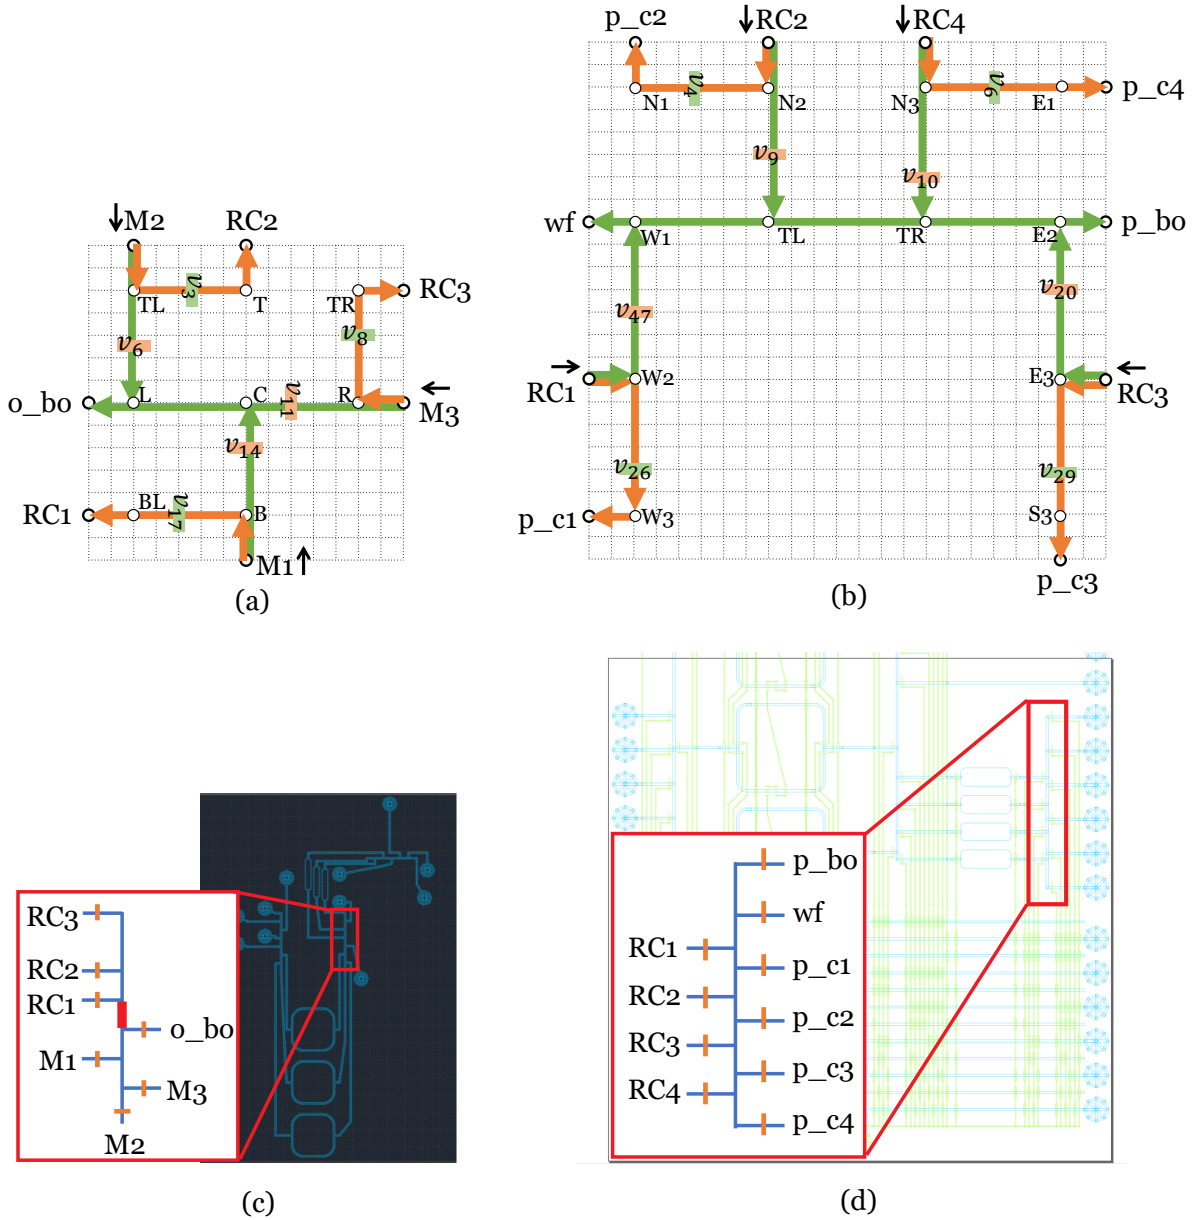 p_c2
RC2
RC4
v4
v6
N1
N2
N3
E1
p_c4
v9
v10
wf
W1
TL
TR
E2
p_bo
M2
RC2
v3
TL
T
TR
RC3
v6
v8
v47
v20
RC1
W2
E3
RC3
o_bo
L
C
v11
R
M3
v14
v26
v29
RC1
BL
v17
B
p_c1
W3
S3
M1
p_c3
(a)
(b)
RC3
RC2
RC1
o_bo
M1
M3
M2
p_bo
wf
RC1
p_c1
RC2
p_c2
RC3
p_c3
RC4
p_c4
(c)
(d)